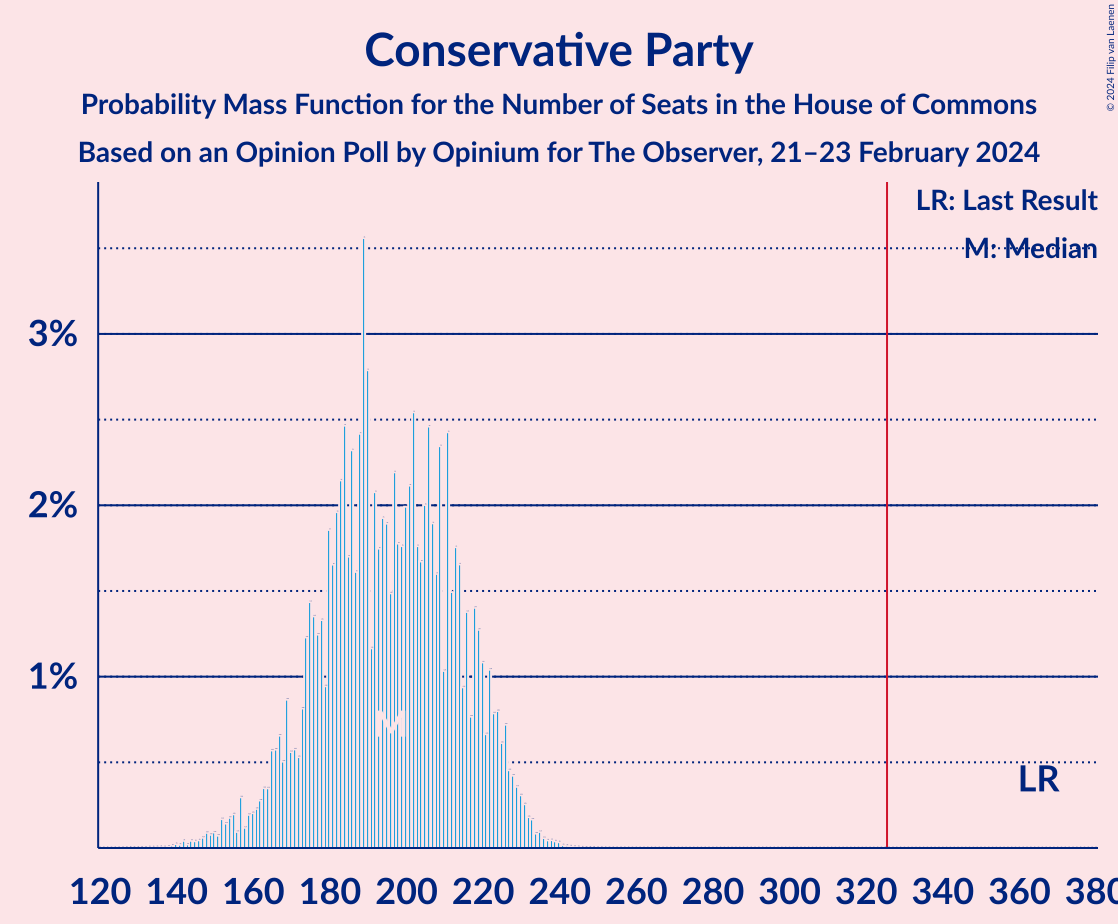 Conservative Party
Probability Mass Function for the Number of Seats in the House of Commons
Based on an Opinion Poll by Opinium for The Observer, 21–23 February 2024
© 2024 Filip van Laenen
LR: Last Result
M: Median
3%
2%
1%
M
LR
120 140 160 180 200 220 240 260 280 300 320 340 360 380